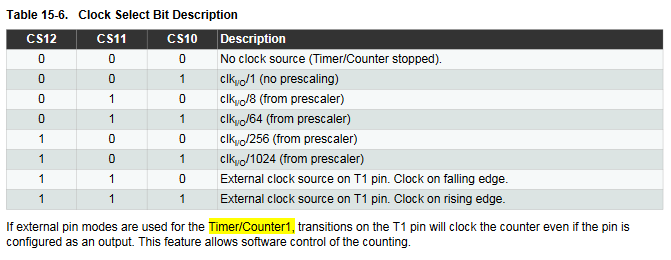 Table 15-6. Clock Select Bit Description
CS12 CS11 CS10 Description
0 0 0 No clock source (Timer/Counter stopped).
0 0 1 clkI/O/1 (no prescaling)
0 1 0 clkI/O/8 (from prescaler)
0 1 1 clkI/O/64 (from prescaler)
1 0 0 clkI/O/256 (from prescaler)
1 0 1 clkI/O/1024 (from prescaler)
1 1 0 External clock source on T1 pin. Clock on falling edge.
1 1 1 External clock source on T1 pin. Clock on rising edge.
If external pin modes are used for the Timer/Counter1, transitions on the T1 pin will clock the counter even if the pin is
configured as an output. This feature allows software control of the counting.